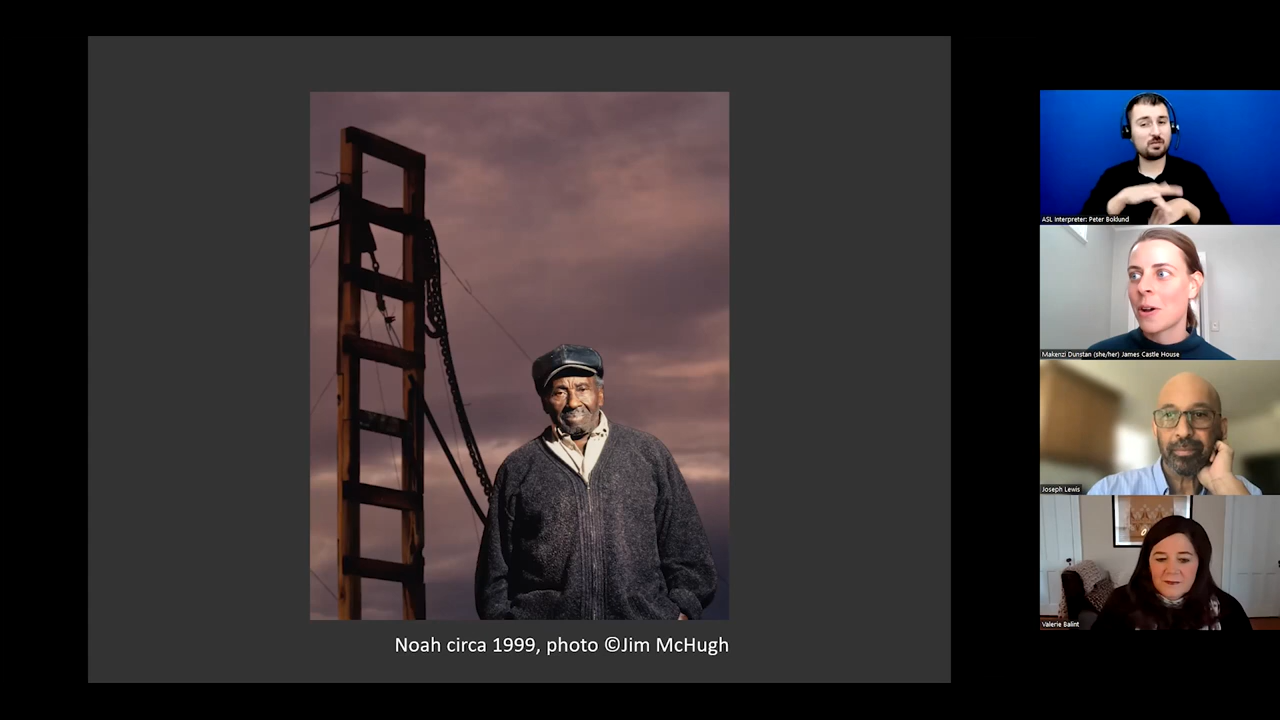 Noah circa 1999, photo ©Jim McHugh
ASL Interpreter: Peter Boklund
Makenzi Dunstan (she/her) James Castle House
Joseph Lewis
Valerie Balint